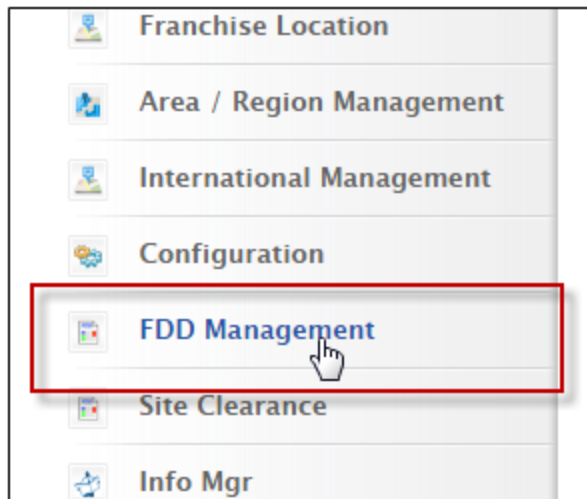 Franchise Location
Area / Region Management
International Management
Configuration
FDD Management
Site Clearance
Info Mgr